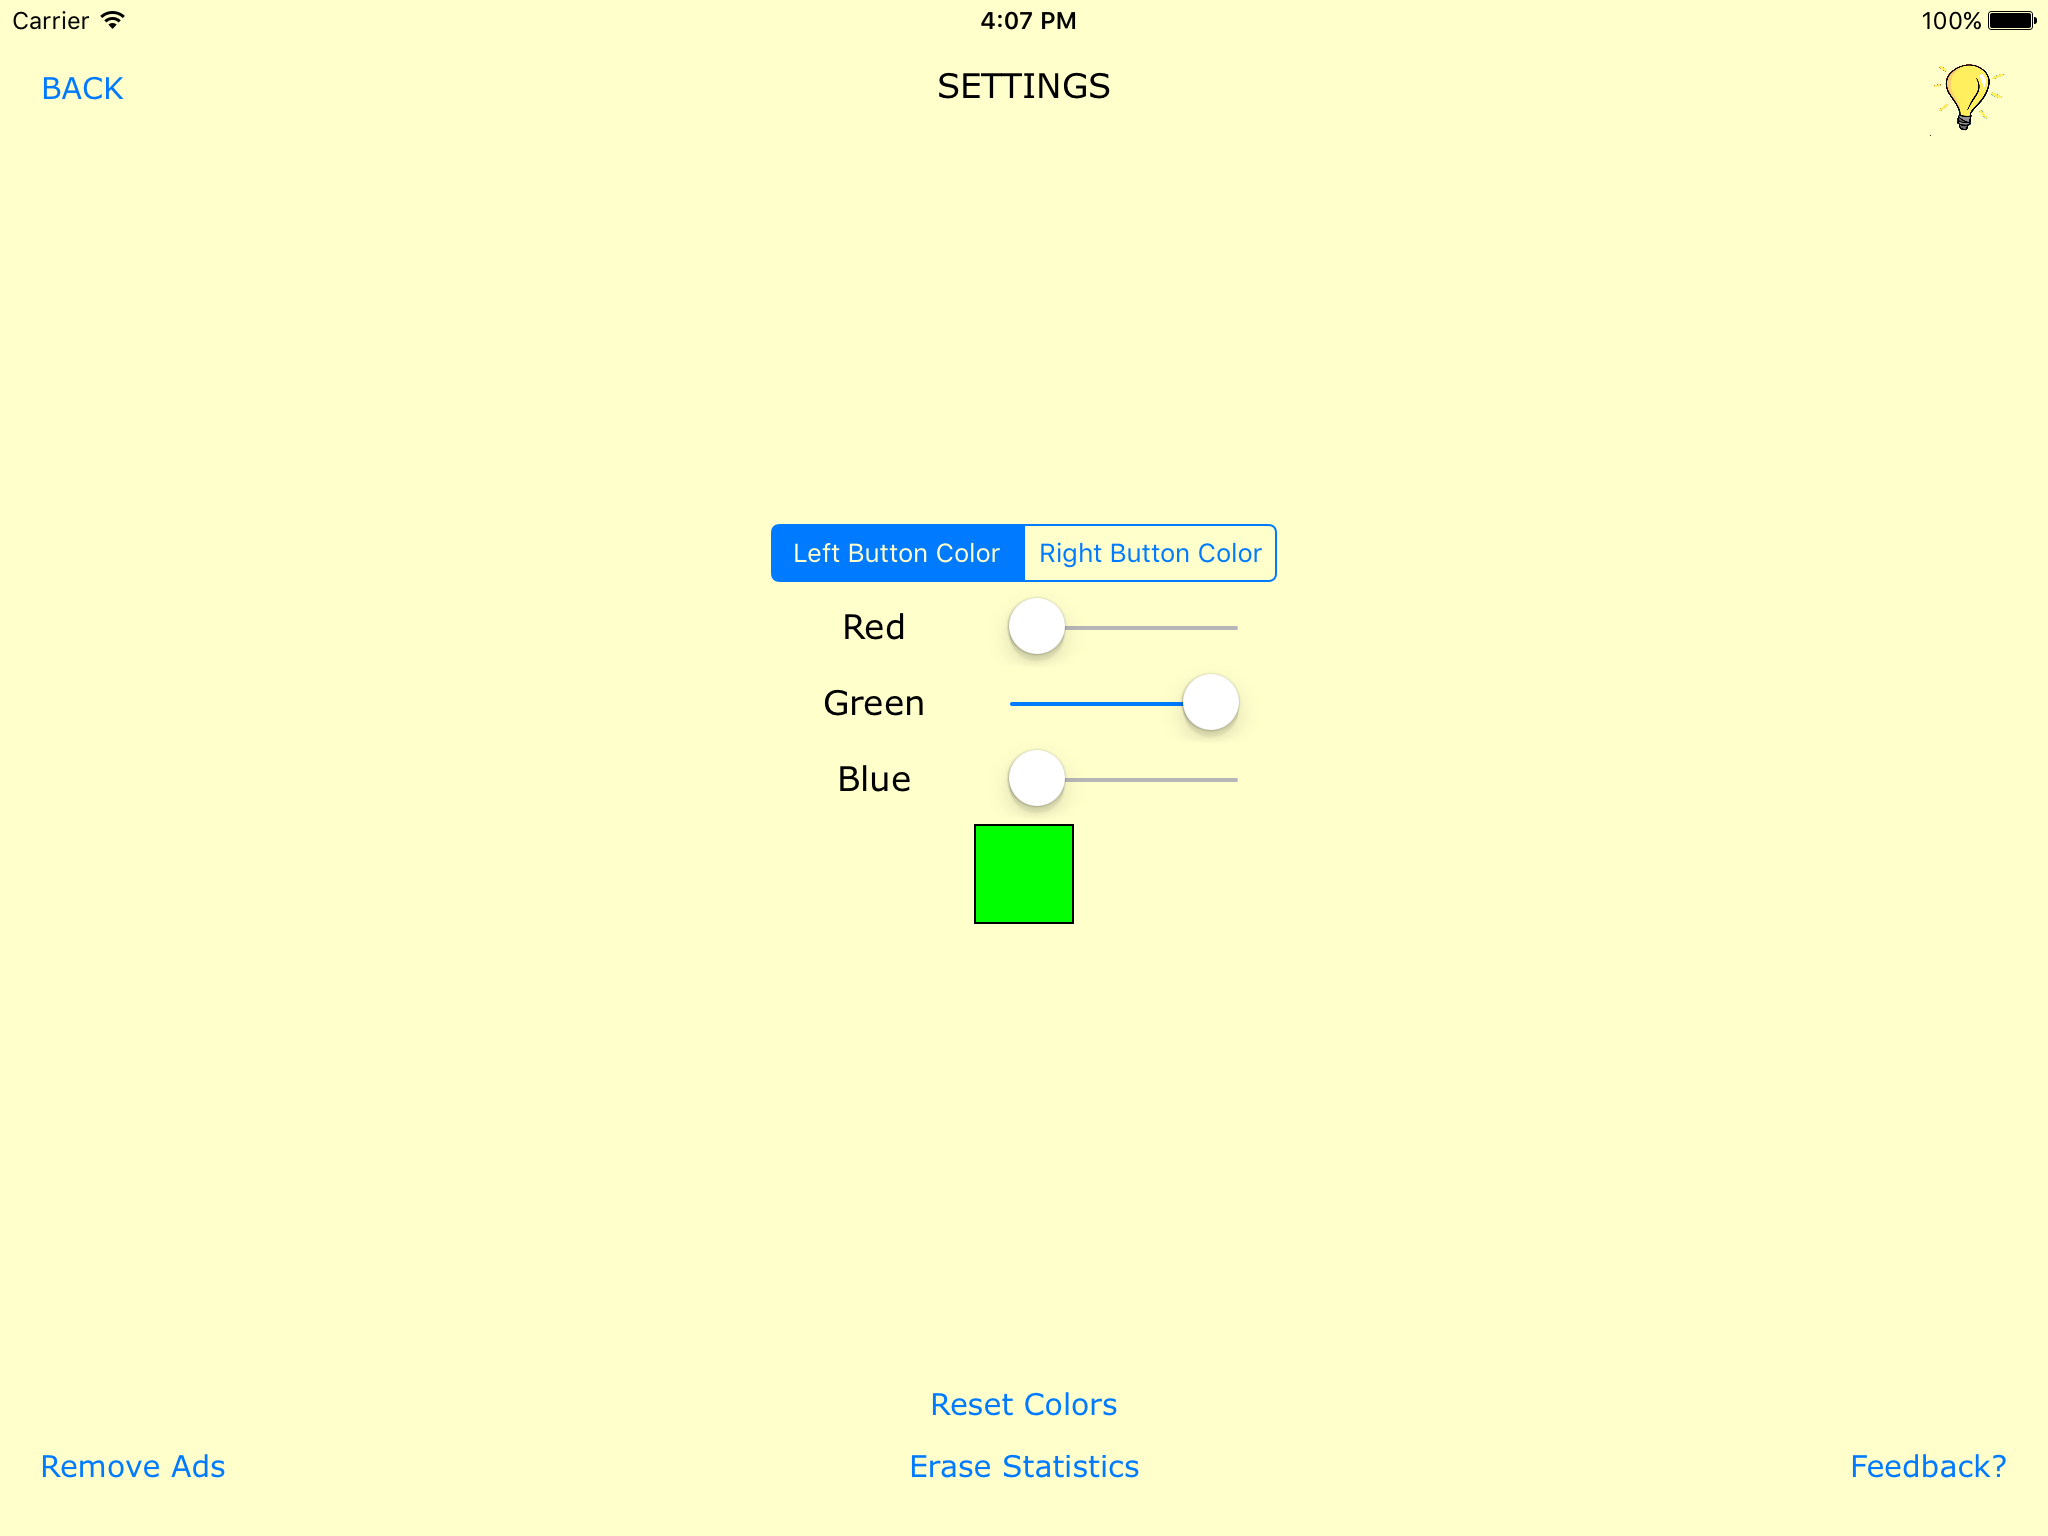 Carrier 4:07 PM 100%
BACK SETTINGS
Left Button Color Right Button Color
Red
Green
Blue
Reset Colors
Remove Ads Erase Statistics Feedback?